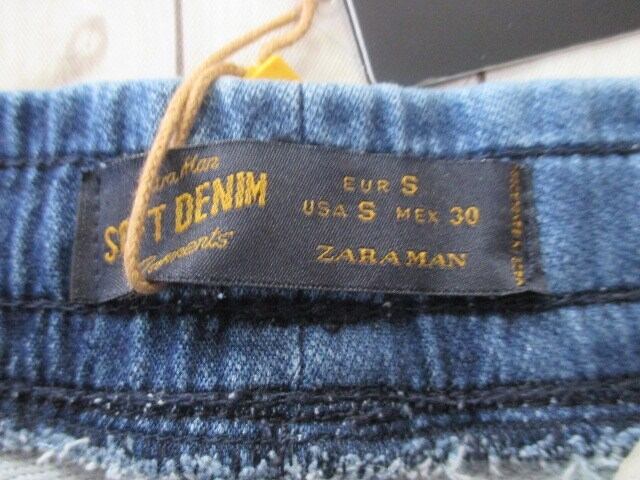 Zara Man
SOFT DENIM
Garments
EUR S
USA S MEX 30
ZARA MAN